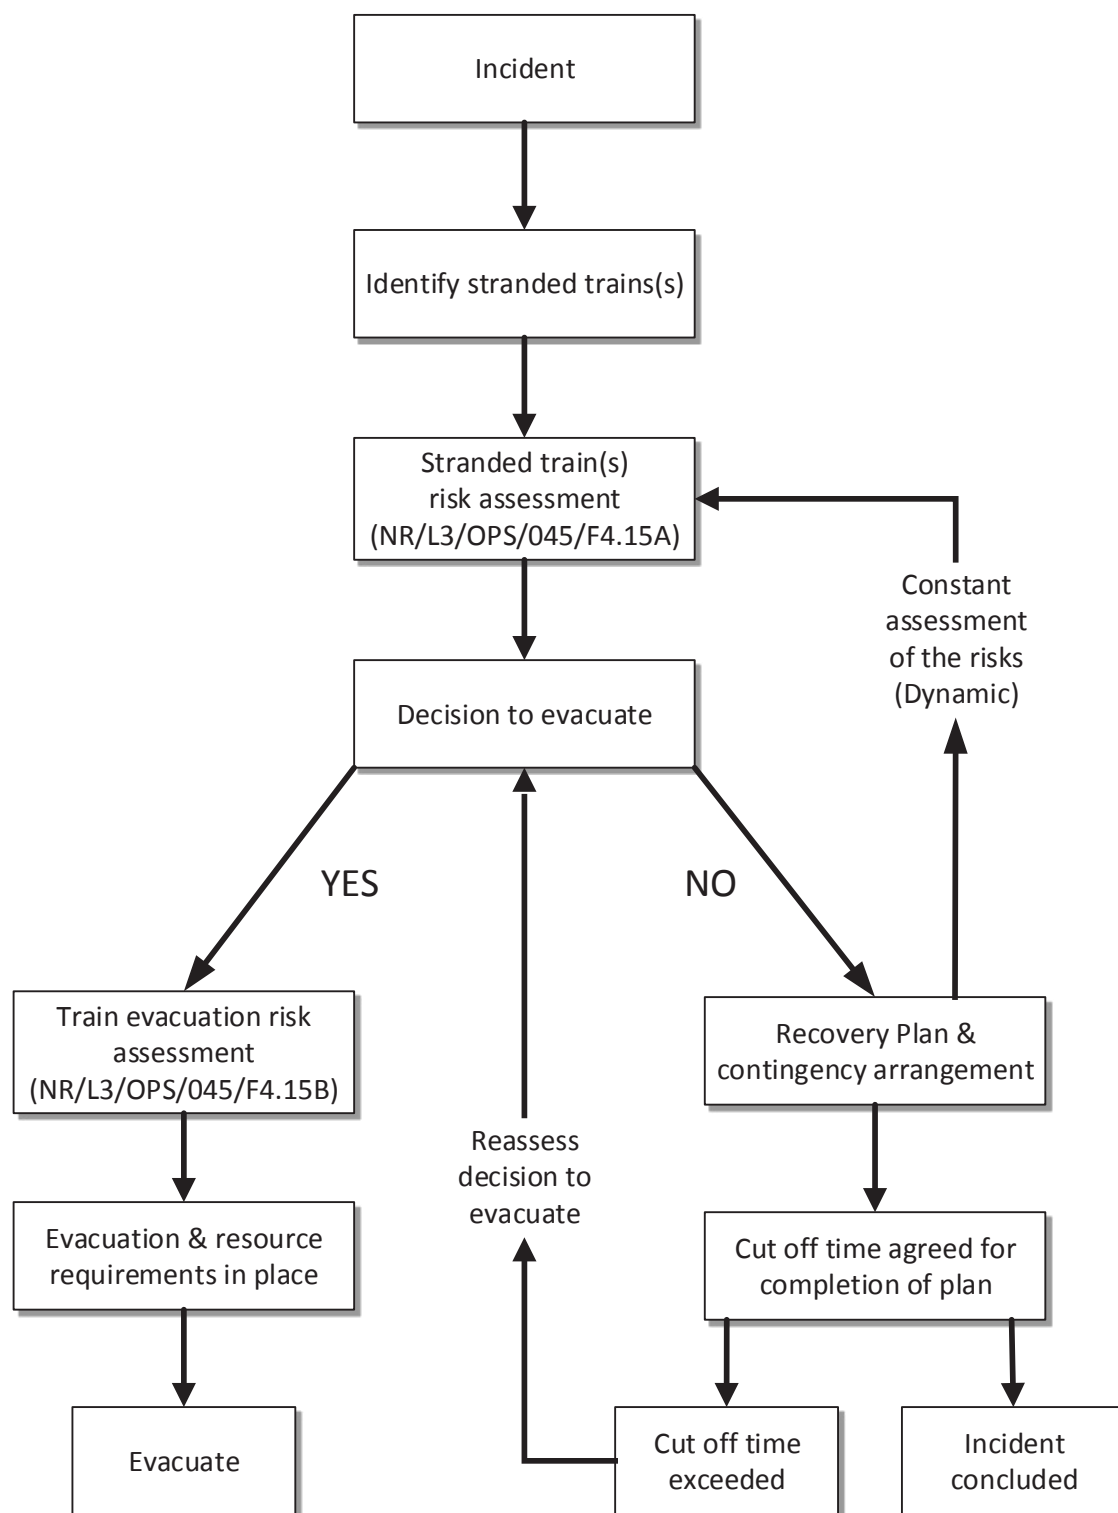 Incident
Identify stranded trains(s)
Stranded train(s)
risk assessment
(NR/L3/OPS/045/F4.15A)
Constant
assessment
of the risks
(Dynamic)
Decision to evacuate
YES
NO
Train evacuation risk
assessment
(NR/L3/OPS/045/F4.15B)
Recovery Plan &
contingency arrangement
Reassess
decision to
evacuate
Evacuation & resource
requirements in place
Cut off time agreed for
completion of plan
Evacuate
Cut off time
exceeded
Incident
concluded